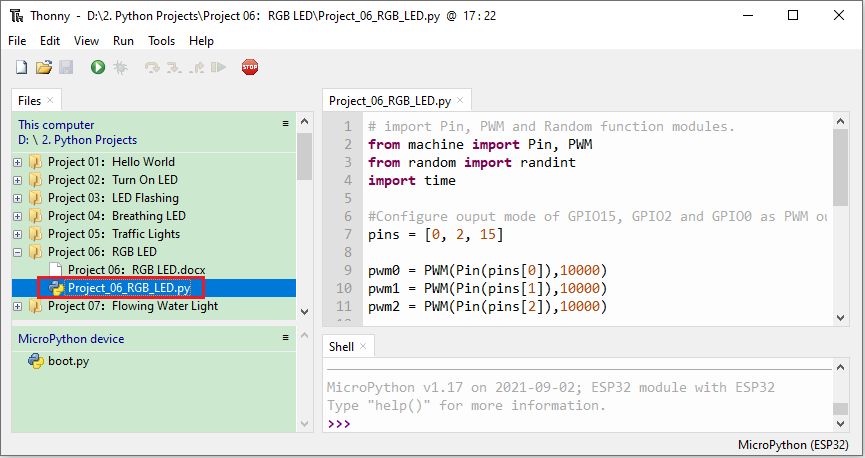 Thonny - D:\2. Python Projects\Project 06：RGB LED\Project_06_RGB_LED.py @ 17 : 22
File Edit View Run Tools Help
STOP
Files
This computer
D: \ 2. Python Projects
Project 01：Hello World
Project 02：Turn On LED
Project 03：LED Flashing
Project 04：Breathing LED
Project 05：Traffic Lights
Project 06：RGB LED
Project 06：RGB LED.docx
Project_06_RGB_LED.py
Project 07：Flowing Water Light
MicroPython device
boot.py
Project_06_RGB_LED.py
1 # import Pin, PWM and Random function modules.
2 from machine import Pin, PWM
3 from random import randint
4 import time
5
6 #Configure ouput mode of GPIO15, GPIO2 and GPIO0 as PWM ou
7 pins = [0, 2, 15]
8
9 pwm0 = PWM(Pin(pins[0]),10000)
10 pwm1 = PWM(Pin(pins[1]),10000)
11 pwm2 = PWM(Pin(pins[2]),10000)
Shell
MicroPython v1.17 on 2021-09-02; ESP32 module with ESP32
Type "help()" for more information.
>>>
MicroPython (ESP32)